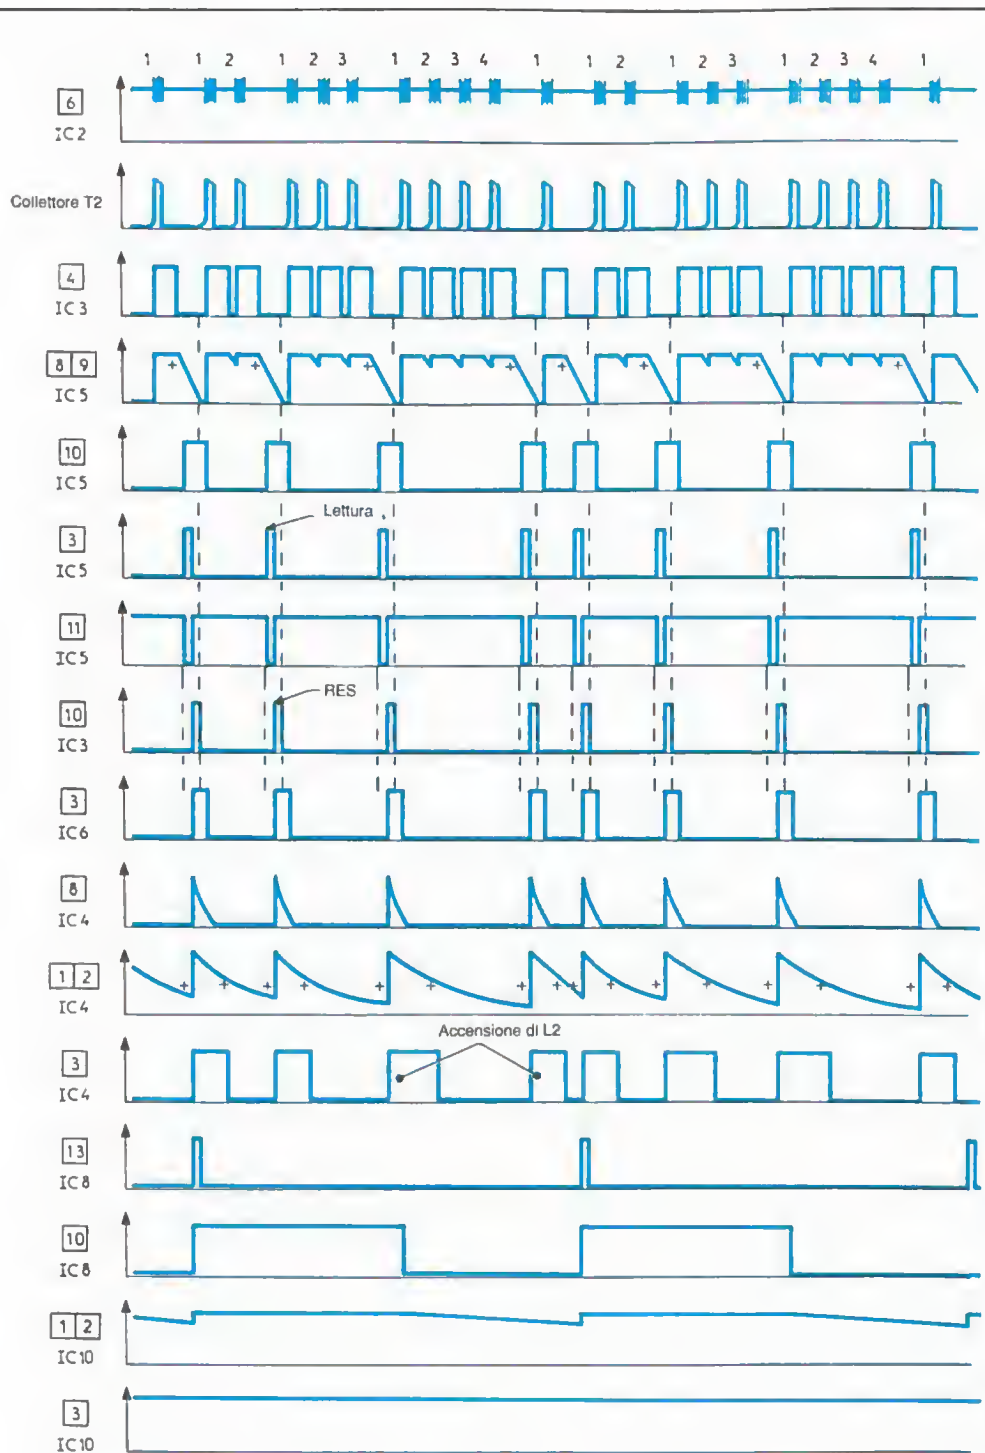 1 1 2 1 2 3 1 2 3 4 1 1 2 1 2 3 1 2 3 4 1
6
IC2
Collettore T2
4
IC3
8 9
IC5
10
IC5
Lettura
3
IC5
11
IC5
RES
10
IC3
3
IC6
8
IC4
1 2
IC4
Accensione di L2
3
IC4
13
IC8
10
IC8
1 2
IC10
3
IC10